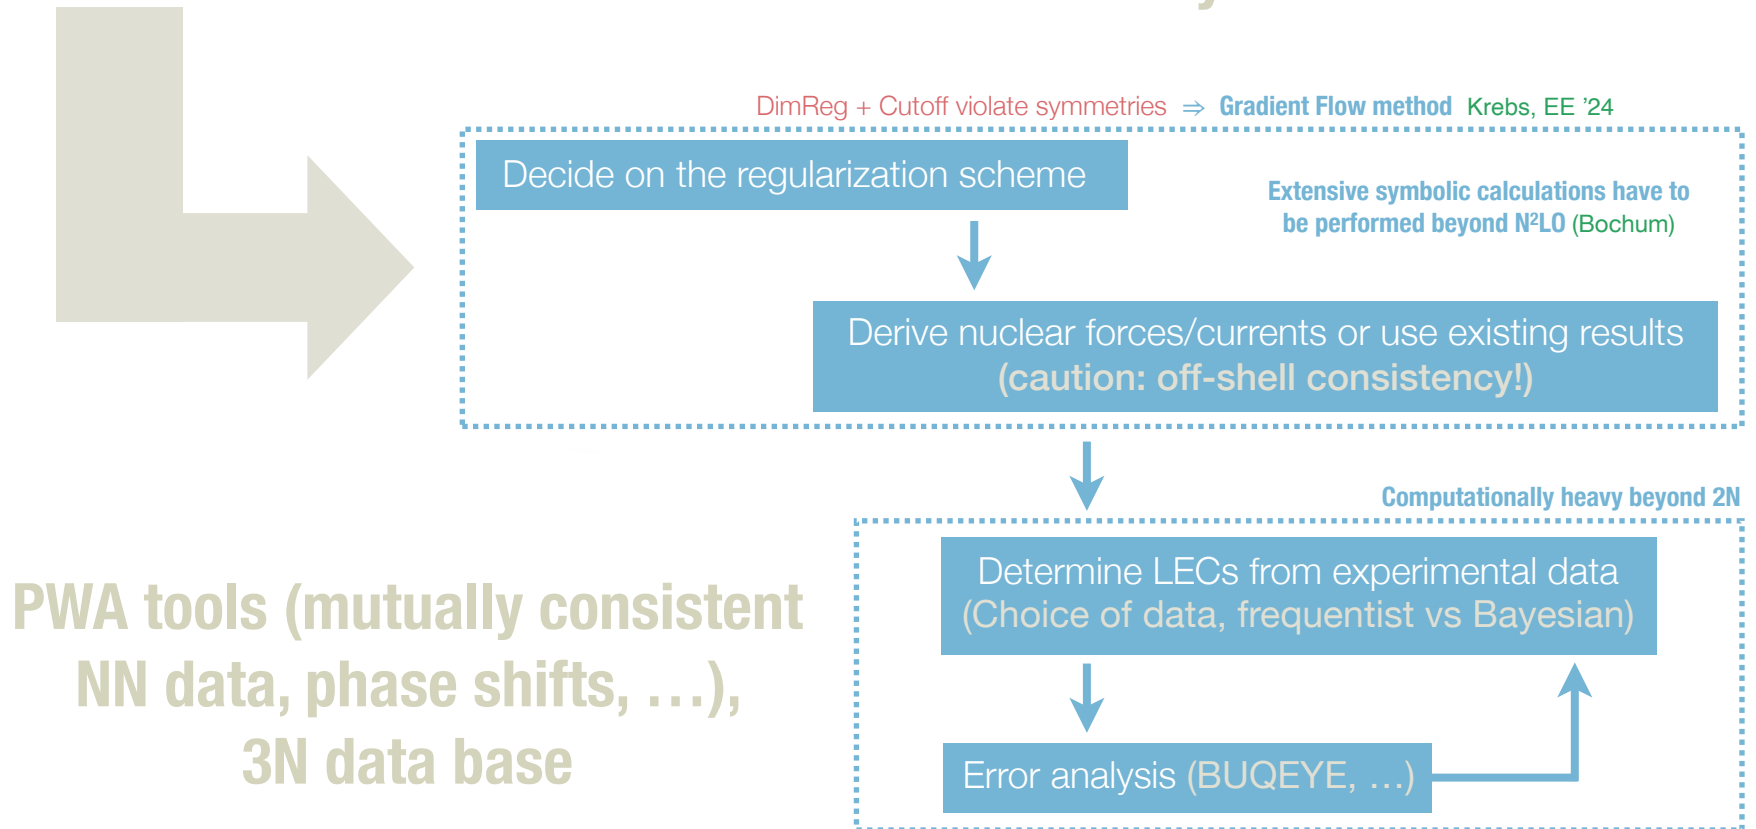 DimReg + Cutoff violate symmetries ⇒ Gradient Flow method Krebs, EE ’24
Decide on the regularization scheme
Extensive symbolic calculations have to
be performed beyond N²LO (Bochum)
Derive nuclear forces/currents or use existing results
(caution: off-shell consistency!)
Computationally heavy beyond 2N
Determine LECs from experimental data
(Choice of data, frequentist vs Bayesian)
PWA tools (mutually consistent
NN data, phase shifts, …),
3N data base
Error analysis (BUQEYE, …)